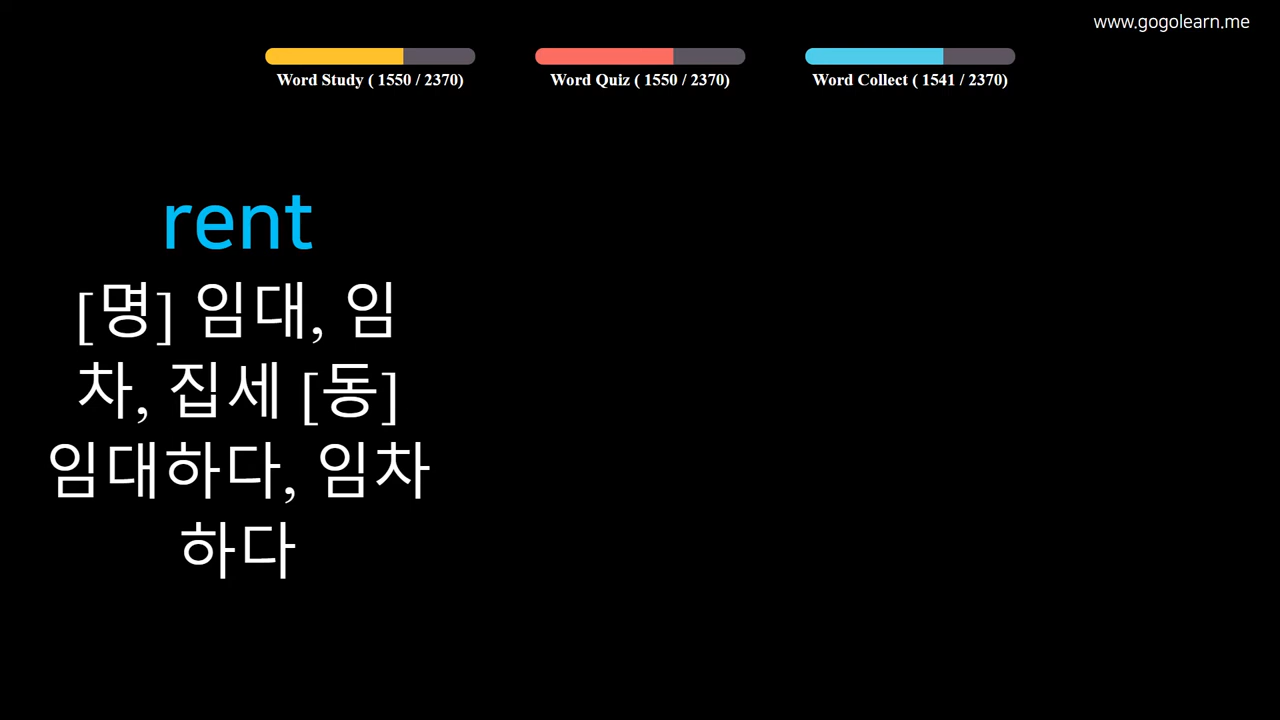 www.gogolearn.me
Word Study ( 1550 / 2370)
Word Quiz ( 1550 / 2370)
Word Collect ( 1541 / 2370)
rent
[명] 임대, 임
차, 집세 [동]
임대하다, 임차
하다